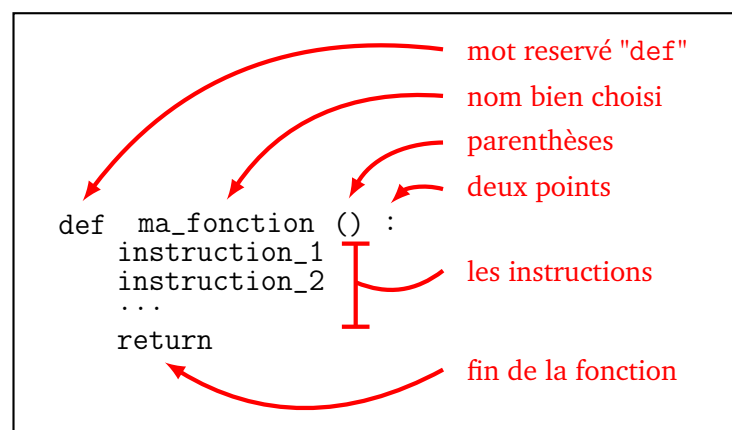 mot reservé "def"
nom bien choisi
parenthèses
deux points
def ma_fonction () :
instruction_1
instruction_2
les instructions
...
return
fin de la fonction